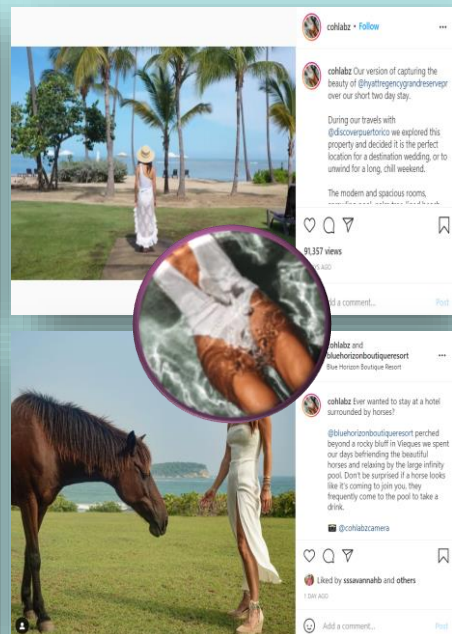 cohlabz • Follow
cohlabz Our version of capturing the
beauty of @hyattregencygrandreservepr
over our short two day stay.
During our travels with
@discoverpuertorico we explored this
property and decided it is the perfect
location for a destination wedding, or to
unwind for a long, chill weekend.
The modern and spacious rooms,
91,357 views
AGO
dd a comment...
Post
cohlabz and
bluehorizonboutiqueresort
Blue Horizon Boutique Resort
cohlabz Ever wanted to stay at a hotel
surrounded by horses?
@bluehorizonboutiqueresort perched
beyond a rocky bluff in Vieques we spent
our days befriending the beautiful
horses and relaxing by the large infinity
pool. Don't be surprised if a horse looks
like it's coming to join you, they
frequently come to the pool to take a
drink.
@cohlabzcamera
Liked by sssavannahb and others
1 DAY AGO
Add a comment...
Post